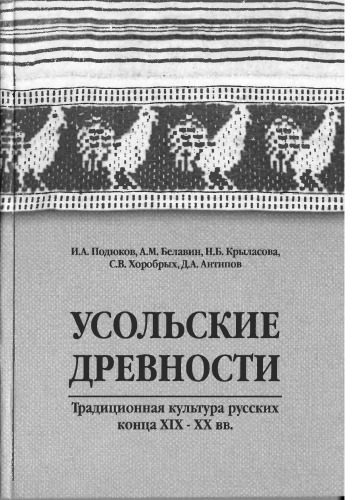 И.А. Подюков, А.М. Белавин, Н.Б. Крыласова,
С.В. Хоробрых, Д.А. Антипов
УСОЛЬСКИЕ
ДРЕВНОСТИ
Традиционная культура русских
конца XIX - XX вв.